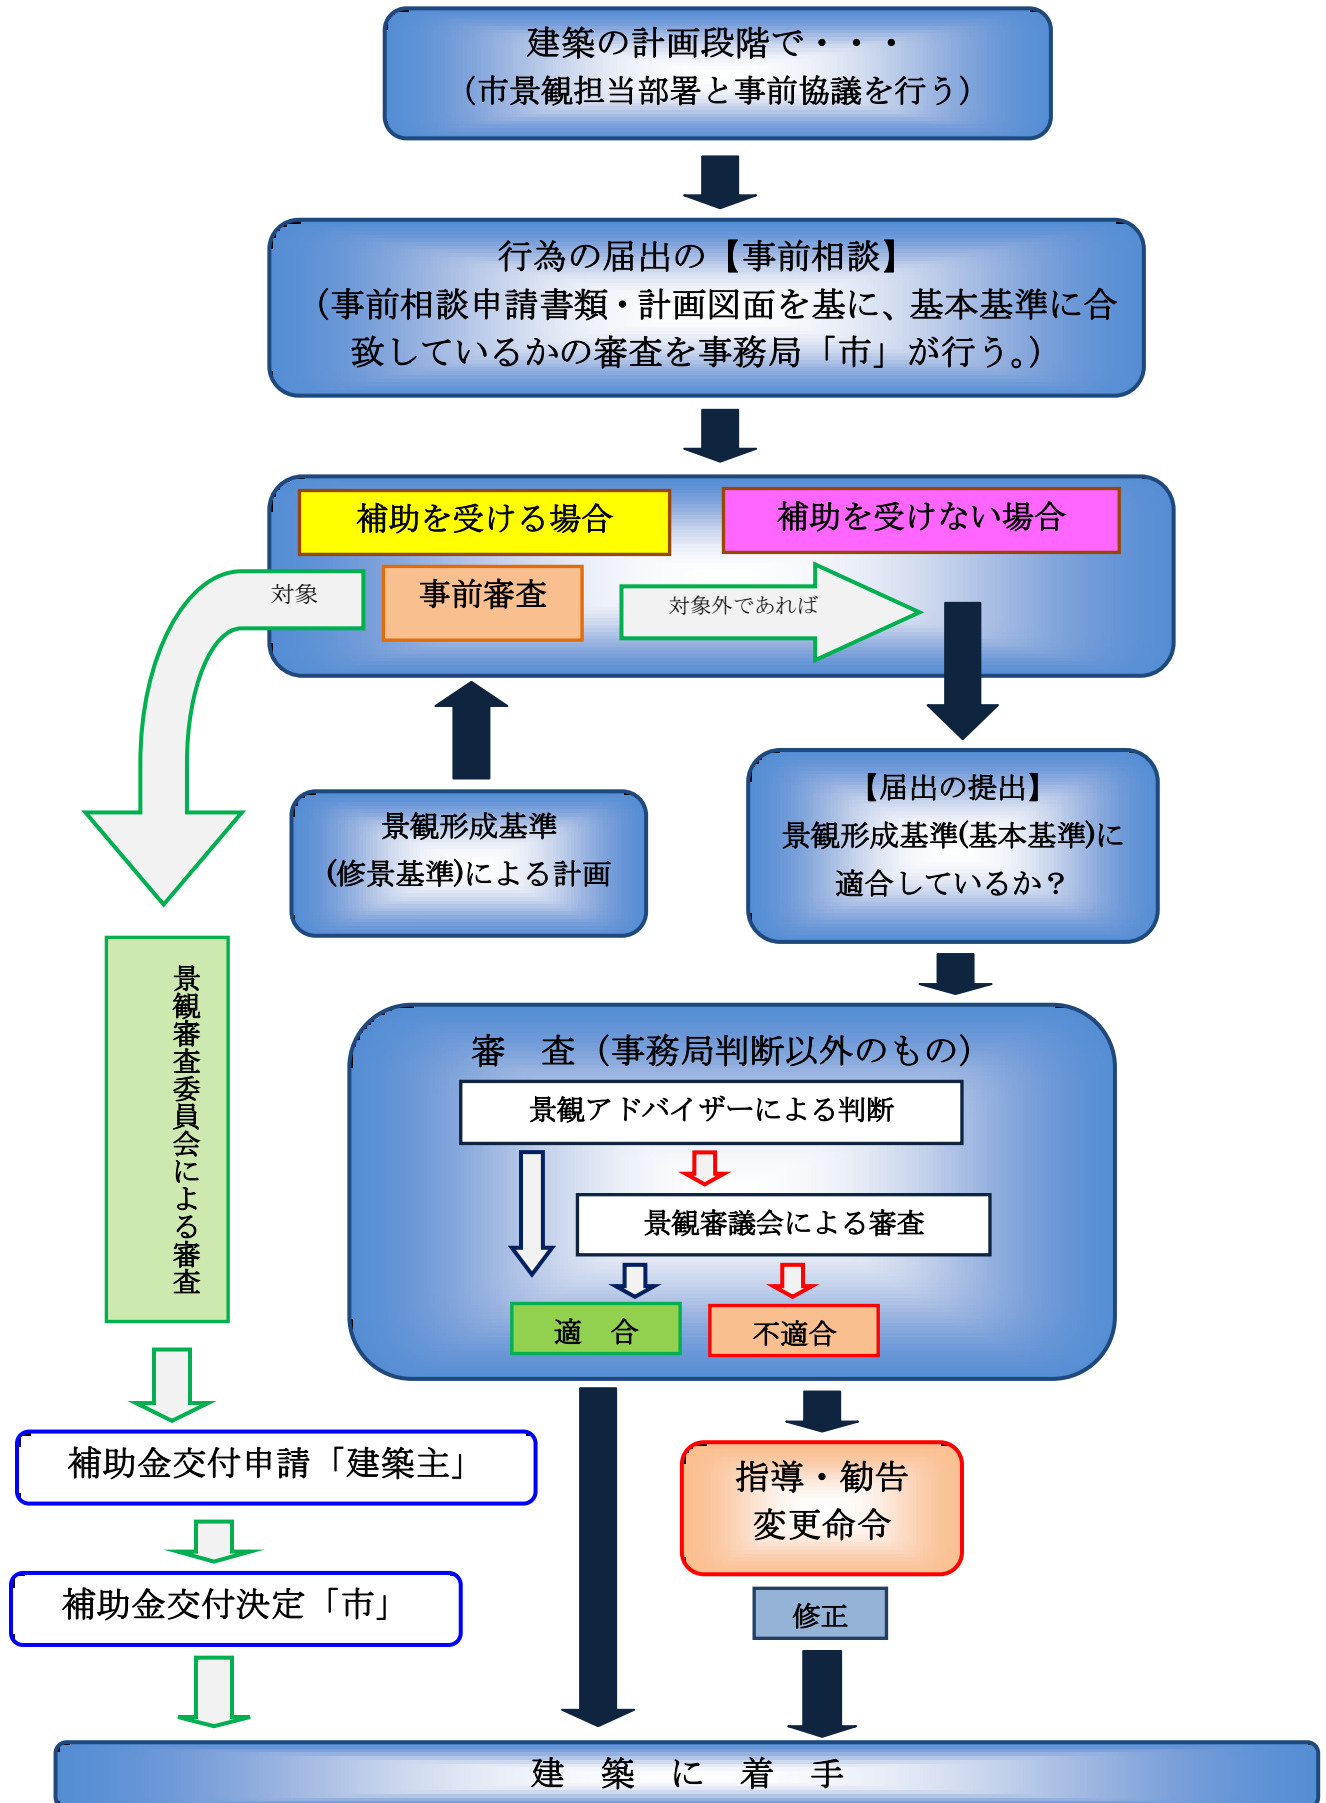 建築の計画段階で・・・
（市景観担当部署と事前協議を行う）
行為の届出の【事前相談】
（事前相談申請書類・計画図面を基に、基本基準に合
致しているかの審査を事務局「市」が行う。）
補助を受ける場合
補助を受けない場合
対象
事前審査
対象外であれば
景観形成基準
(修景基準)による計画
【届出の提出】
景観形成基準(基本基準)に
適合しているか？
景観審査委員会による審査
審　査（事務局判断以外のもの）
景観アドバイザーによる判断
景観審議会による審査
適　合
不適合
補助金交付申請「建築主」
指導・勧告
変更命令
補助金交付決定「市」
修正
建　築　に　着　手